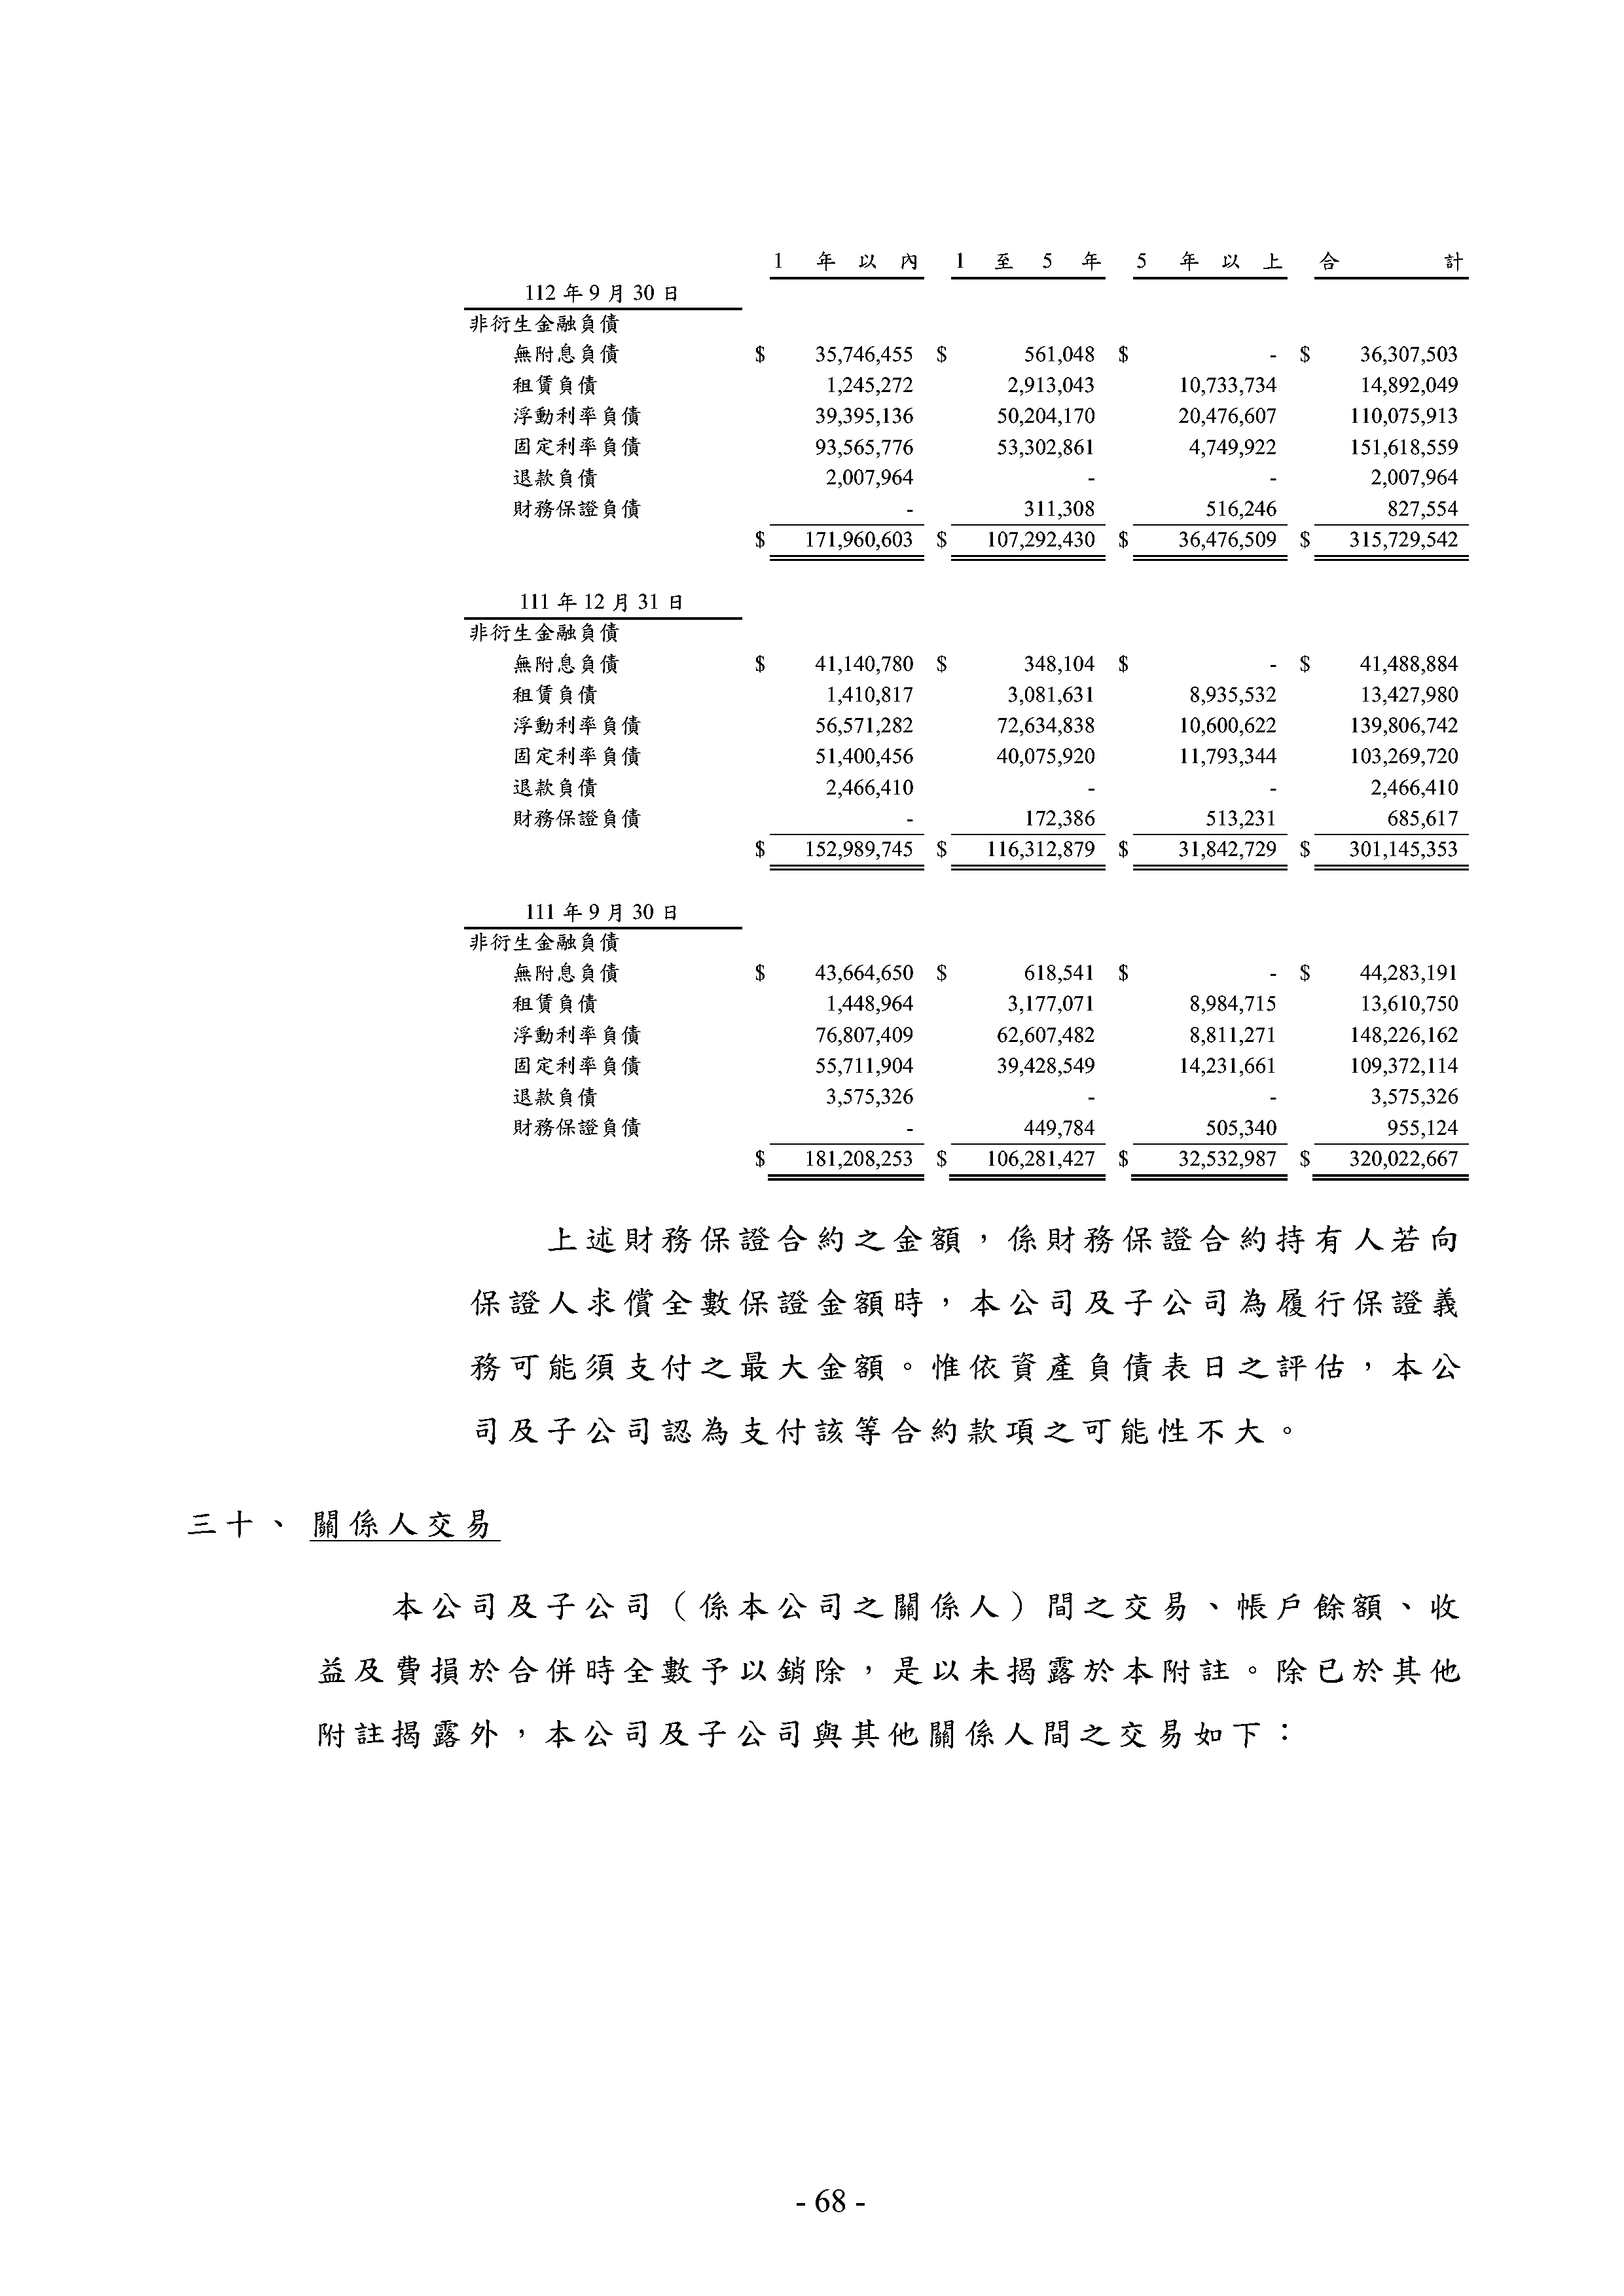 1 年以內 1 至 5 年 5 年以上 合計
112 年 9 月 30 日
非衍生金融負債
無附息負債 $ 35,746,455 $ 561,048 $ - $ 36,307,503
租賃負債 1,245,272 2,913,043 10,733,734 14,892,049
浮動利率負債 39,395,136 50,204,170 20,476,607 110,075,913
固定利率負債 93,565,776 53,302,861 4,749,922 151,618,559
退款負債 2,007,964 - - 2,007,964
財務保證負債 - 311,308 516,246 827,554
$ 171,960,603 $ 107,292,430 $ 36,476,509 $ 315,729,542
111 年 12 月 31 日
非衍生金融負債
無附息負債 $ 41,140,780 $ 348,104 $ - $ 41,488,884
租賃負債 1,410,817 3,081,631 8,935,532 13,427,980
浮動利率負債 56,571,282 72,634,838 10,600,622 139,806,742
固定利率負債 51,400,456 40,075,920 11,793,344 103,269,720
退款負債 2,466,410 - - 2,466,410
財務保證負債 - 172,386 513,231 685,617
$ 152,989,745 $ 116,312,879 $ 31,842,729 $ 301,145,353
111 年 9 月 30 日
非衍生金融負債
無附息負債 $ 43,664,650 $ 618,541 $ - $ 44,283,191
租賃負債 1,448,964 3,177,071 8,984,715 13,610,750
浮動利率負債 76,807,409 62,607,482 8,811,271 148,226,162
固定利率負債 55,711,904 39,428,549 14,231,661 109,372,114
退款負債 3,575,326 - - 3,575,326
財務保證負債 - 449,784 505,340 955,124
$ 181,208,253 $ 106,281,427 $ 32,532,987 $ 320,022,667
上述財務保證合約之金額，係財務保證合約持有人若向
保證人求償全數保證金額時，本公司及子公司為履行保證義
務可能須支付之最大金額。惟依資產負債表日之評估，本公
司及子公司認為支付該等合約款項之可能性不大。
三十、 關係人交易
本公司及子公司（係本公司之關係人）間之交易、帳戶餘額、收
益及費損於合併時全數予以銷除，是以未揭露於本附註。除已於其他
附註揭露外，本公司及子公司與其他關係人間之交易如下：
- 68 -